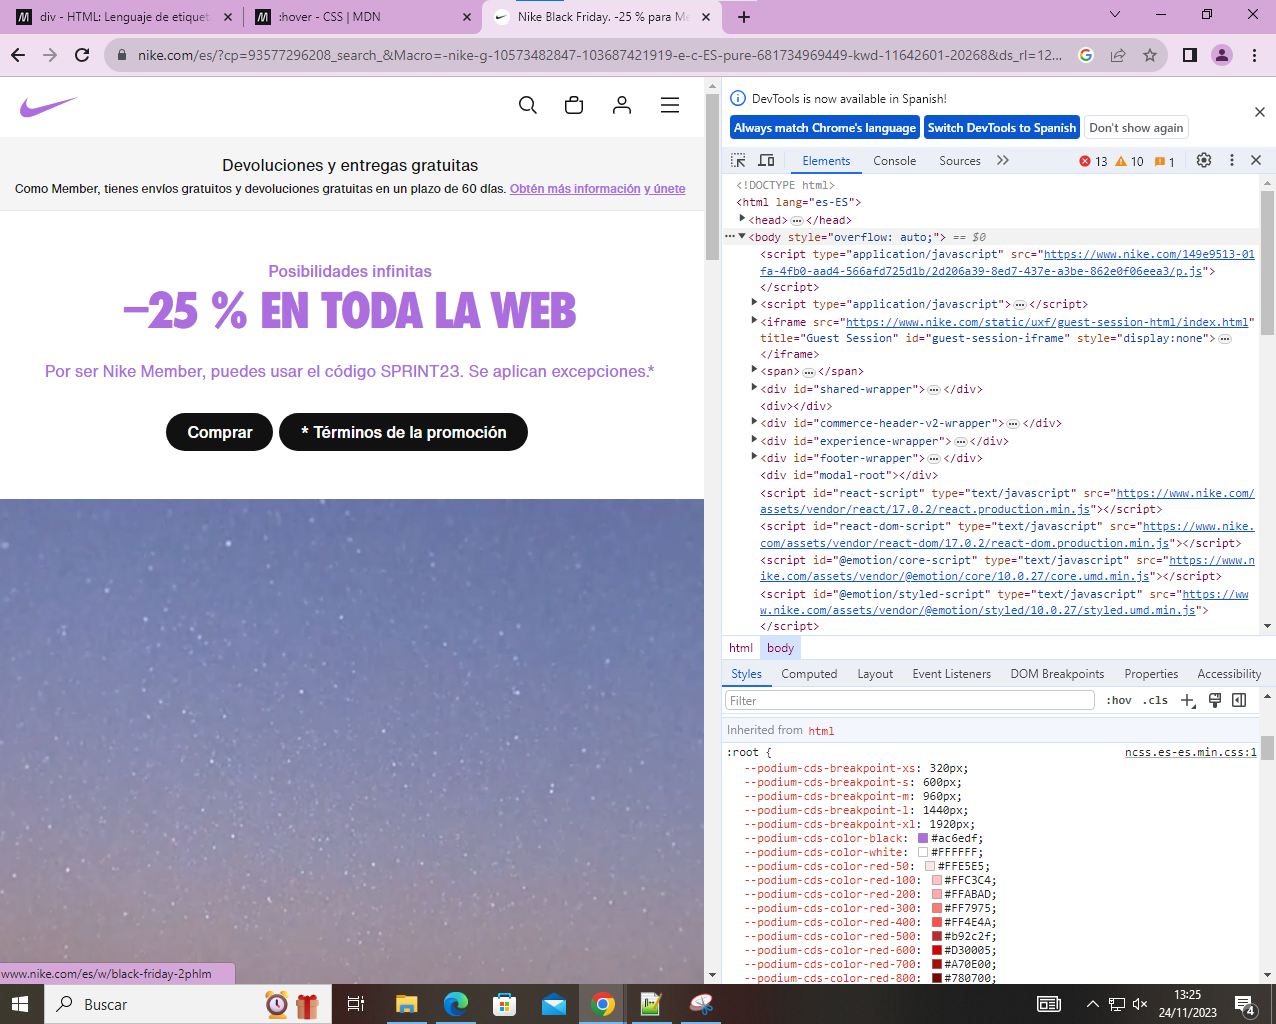 div - HTML: Lenguaje de etiquet
:hover - CSS | MDN
Nike Black Friday. -25 % para Me
nike.com/es/?cp=93577296208_search_&Macro=-nike-g-10573482847-103687421919-e-c-ES-pure-681734969449-kwd-11642601-20268&ds_rl=12...
Devoluciones y entregas gratuitas
Como Member, tienes envíos gratuitos y devoluciones gratuitas en un plazo de 60 días. Obtén más información y únete
Posibilidades infinitas
–25 % EN TODA LA WEB
Por ser Nike Member, puedes usar el código SPRINT23. Se aplican excepciones.*
Comprar
* Términos de la promoción
www.nike.com/es/w/black-friday-2phlm
DevTools is now available in Spanish!
Always match Chrome's language
Switch DevTools to Spanish
Don't show again
Elements
Console
Sources
13
10
1
<!DOCTYPE html>
<html lang="es-ES">
<head>…</head>
<body style="overflow: auto;"> == $0
<script type="application/javascript" src="https://www.nike.com/149e9513-01
fa-4fb0-aad4-566afd725d1b/2d206a39-8ed7-437e-a3be-862e0f06eea3/p.js">
</script>
<script type="application/javascript">…</script>
<iframe src="https://www.nike.com/static/uxf/guest-session-html/index.html"
title="Guest Session" id="guest-session-iframe" style="display:none">…
</iframe>
<span>…</span>
<div id="shared-wrapper">…</div>
<div></div>
<div id="commerce-header-v2-wrapper">…</div>
<div id="experience-wrapper">…</div>
<div id="footer-wrapper">…</div>
<div id="modal-root"></div>
<script id="react-script" type="text/javascript" src="https://www.nike.com/
assets/vendor/react/17.0.2/react.production.min.js"></script>
<script id="react-dom-script" type="text/javascript" src="https://www.nike.
com/assets/vendor/react-dom/17.0.2/react-dom.production.min.js"></script>
<script id="@emotion/core-script" type="text/javascript" src="https://www.n
ike.com/assets/vendor/@emotion/core/10.0.27/core.umd.min.js"></script>
<script id="@emotion/styled-script" type="text/javascript" src="https://ww
w.nike.com/assets/vendor/@emotion/styled/10.0.27/styled.umd.min.js">
</script>
html
body
Styles
Computed
Layout
Event Listeners
DOM Breakpoints
Properties
Accessibility
Filter
:hov
.cls
Inherited from html
:root {
ncss.es-es.min.css:1
--podium-cds-breakpoint-xs: 320px;
--podium-cds-breakpoint-s: 600px;
--podium-cds-breakpoint-m: 960px;
--podium-cds-breakpoint-l: 1440px;
--podium-cds-breakpoint-xl: 1920px;
--podium-cds-color-black: #ac6edf;
--podium-cds-color-white: #FFFFFF;
--podium-cds-color-red-50: #FFE5E5;
--podium-cds-color-red-100: #FFC3C4;
--podium-cds-color-red-200: #FFABAD;
--podium-cds-color-red-300: #FF7975;
--podium-cds-color-red-400: #FF4E4A;
--podium-cds-color-red-500: #b92c2f;
--podium-cds-color-red-600: #D30005;
--podium-cds-color-red-700: #A70E00;
--podium-cds-color-red-800: #780700;
Buscar
13:25
24/11/2023
4